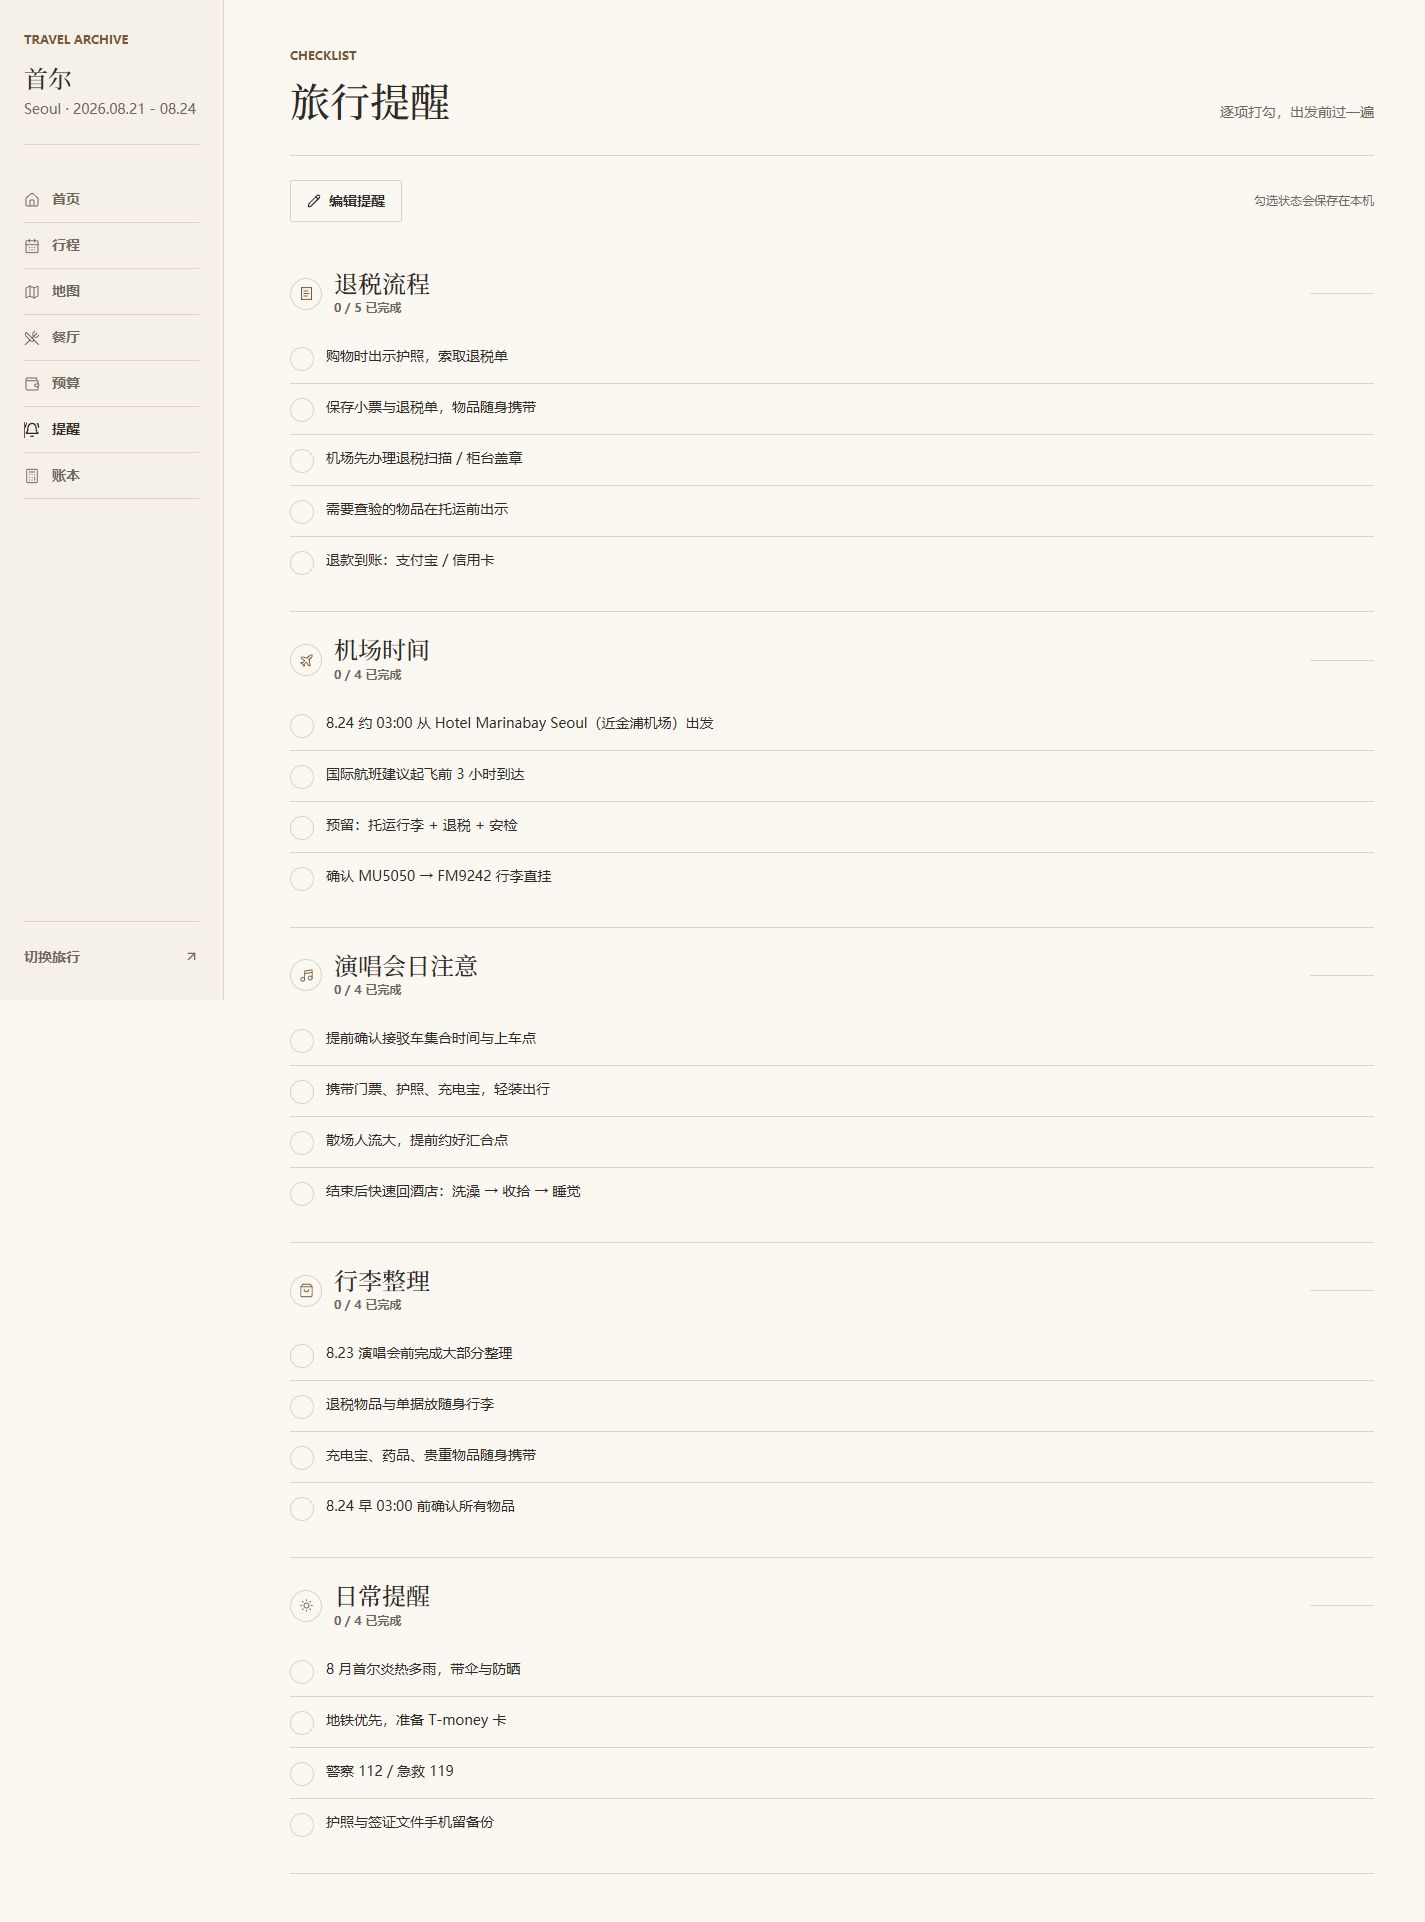 TRAVEL ARCHIVE
首尔
Seoul · 2026.08.21 - 08.24
首页
行程
地图
餐厅
预算
提醒
账本
切换旅行
CHECKLIST
旅行提醒
逐项打勾，出发前过一遍
编辑提醒
勾选状态会保存在本机
退税流程
0 / 5 已完成
购物时出示护照，索取退税单
保存小票与退税单，物品随身携带
机场先办理退税扫描 / 柜台盖章
需要查验的物品在托运前出示
退款到账：支付宝 / 信用卡
机场时间
0 / 4 已完成
8.24 约 03:00 从 Hotel Marinabay Seoul（近金浦机场）出发
国际航班建议起飞前 3 小时到达
预留：托运行李 + 退税 + 安检
确认 MU5050 → FM9242 行李直挂
演唱会日注意
0 / 4 已完成
提前确认接驳车集合时间与上车点
携带门票、护照、充电宝，轻装出行
散场人流大，提前约好汇合点
结束后快速回酒店：洗澡 → 收拾 → 睡觉
行李整理
0 / 4 已完成
8.23 演唱会前完成大部分整理
退税物品与单据放随身行李
充电宝、药品、贵重物品随身携带
8.24 早 03:00 前确认所有物品
日常提醒
0 / 4 已完成
8 月首尔炎热多雨，带伞与防晒
地铁优先，准备 T-money 卡
警察 112 / 急救 119
护照与签证文件手机留备份